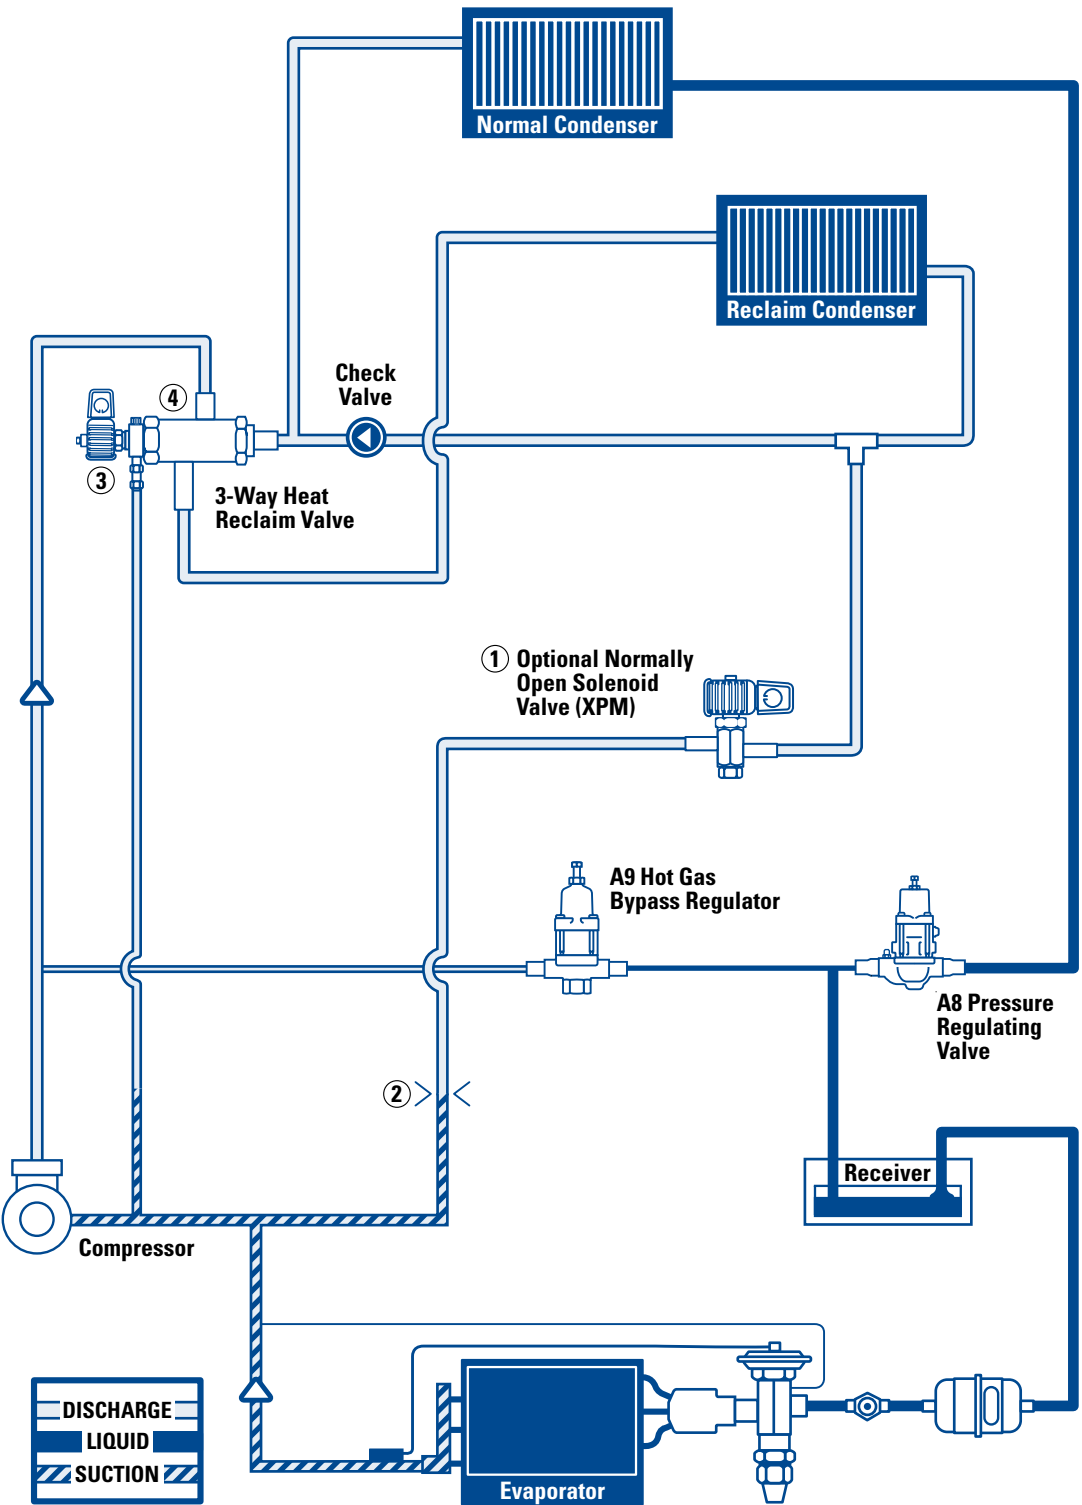 Normal Condenser
Reclaim Condenser
Check
Valve
④
③
3-Way Heat
Reclaim Valve
① Optional Normally
Open Solenoid
Valve (XPM)
A9 Hot Gas
Bypass Regulator
A8 Pressure
Regulating
Valve
②
Receiver
Compressor
DISCHARGE
LIQUID
SUCTION
Evaporator